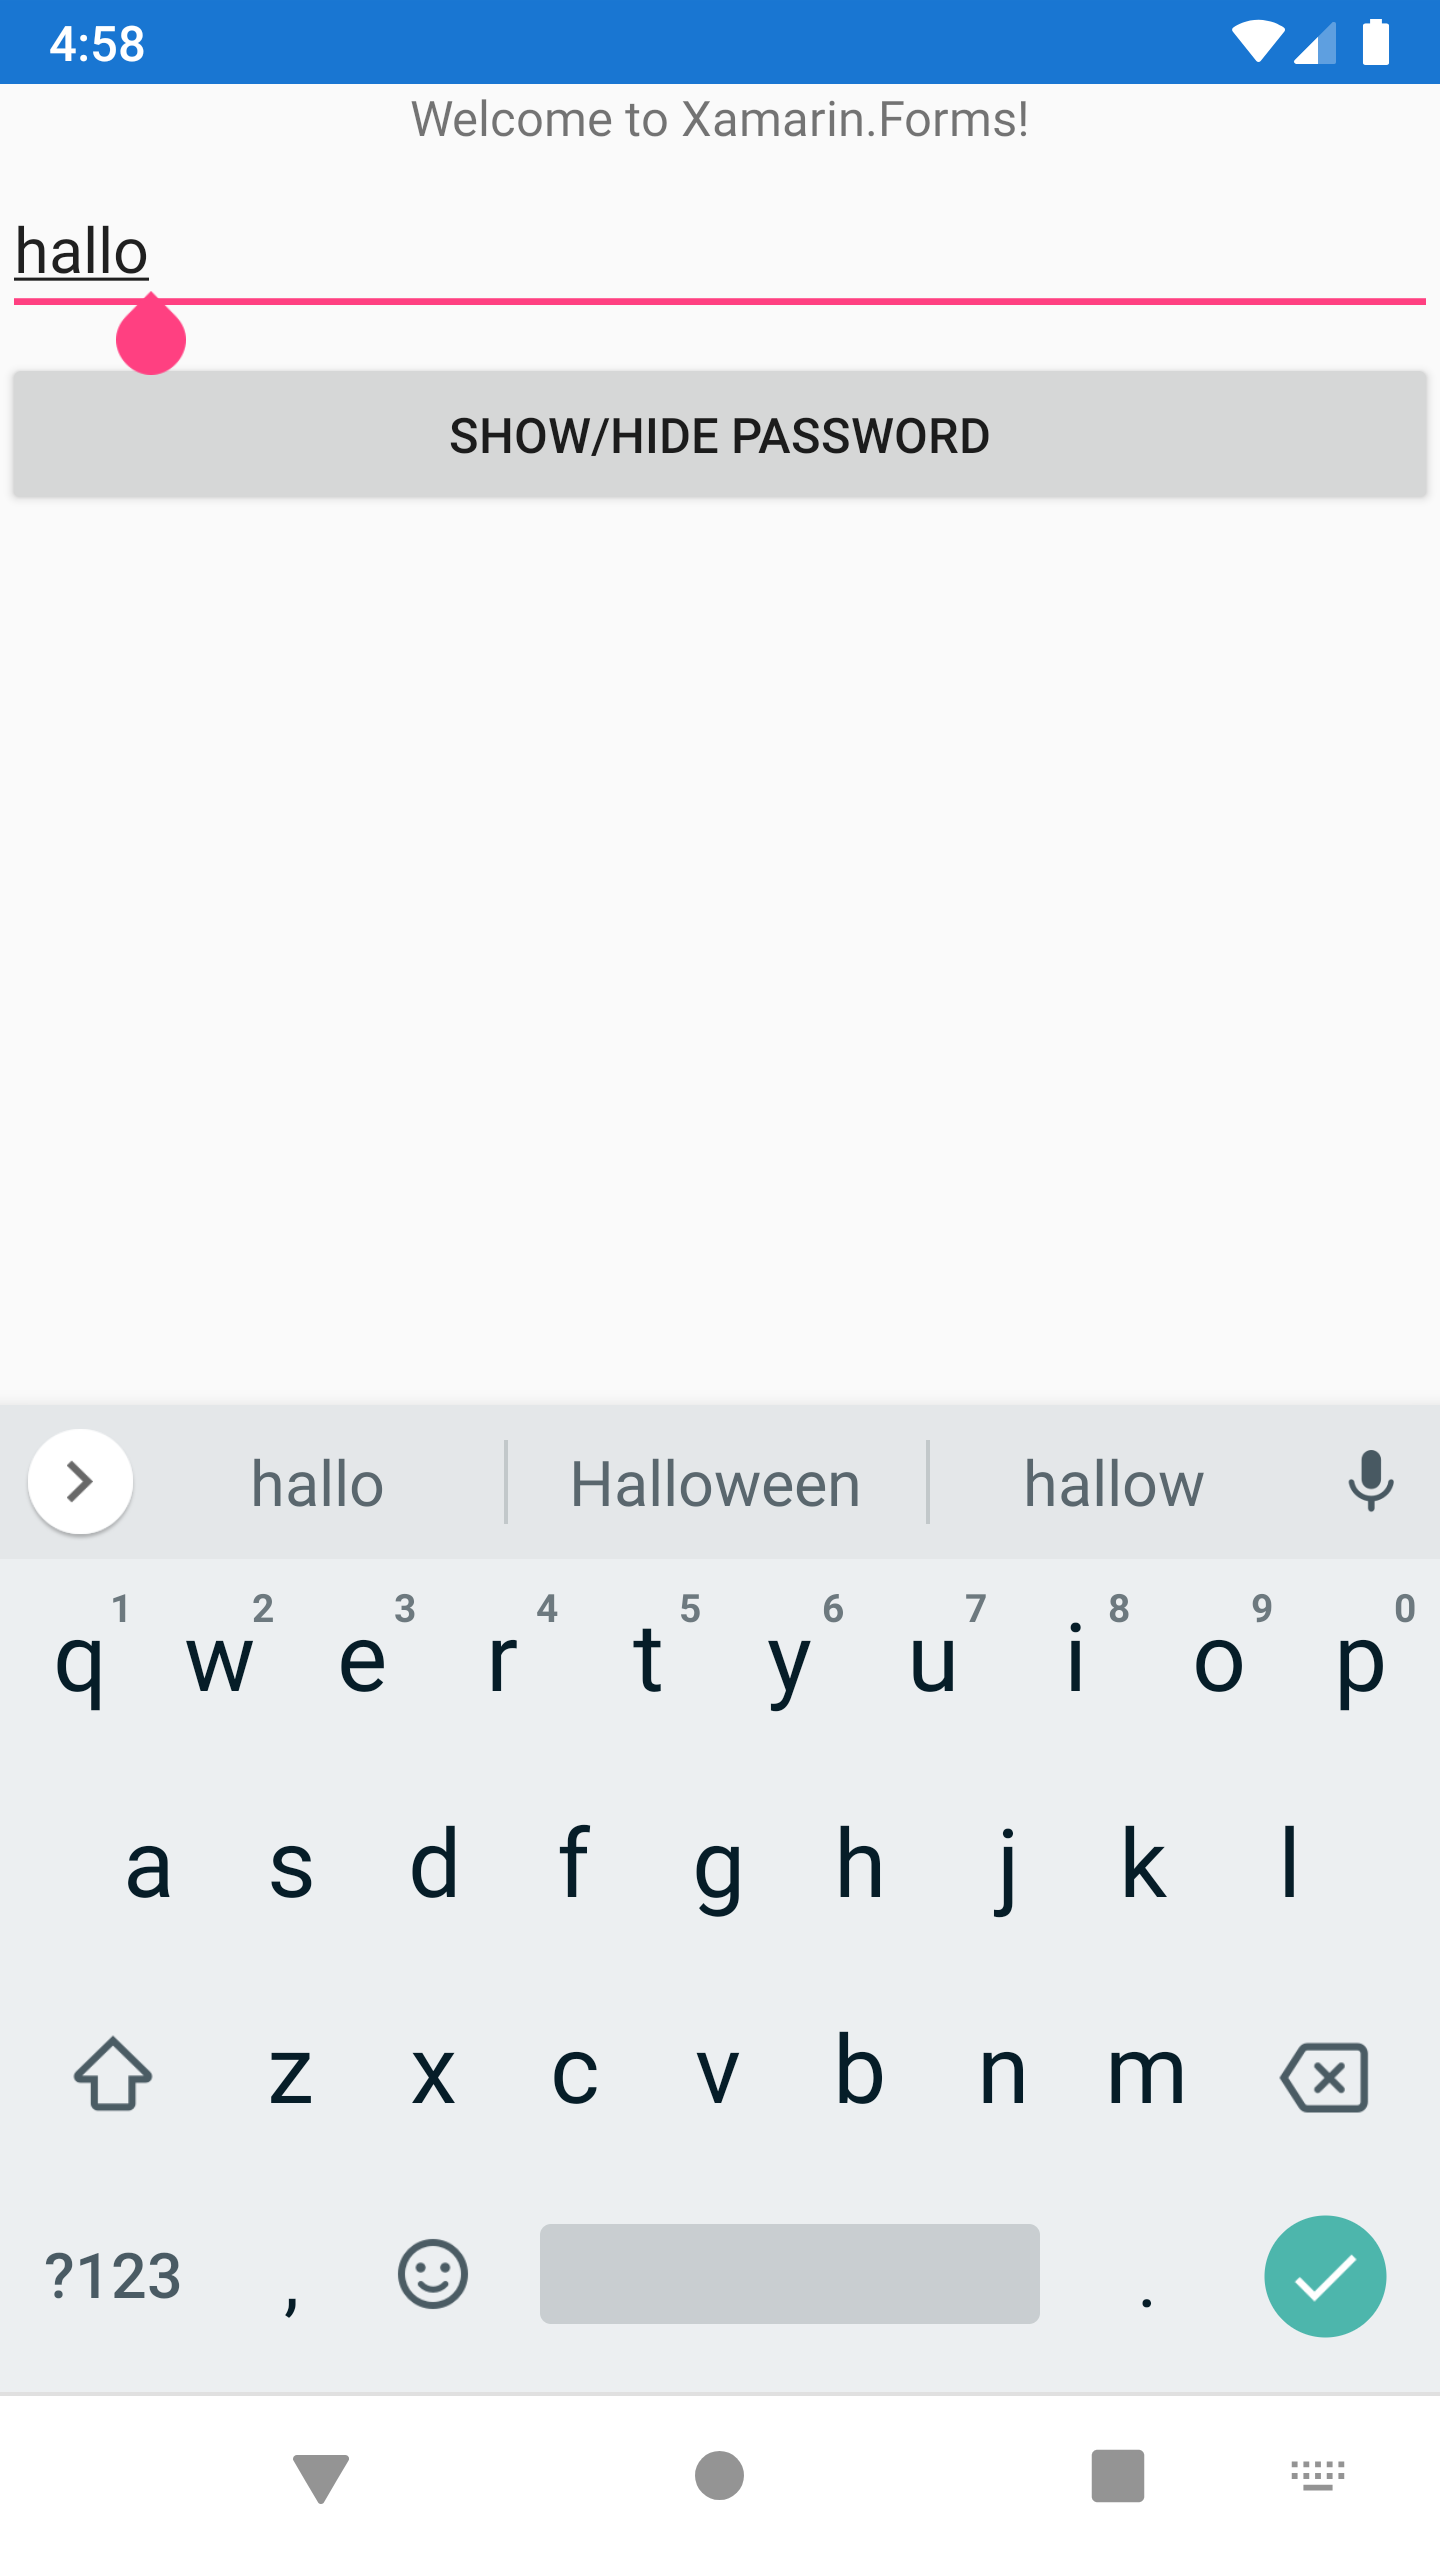 4:58
Welcome to Xamarin.Forms!
hallo
SHOW/HIDE PASSWORD
hallo Halloween hallow
1 2 3 4 5 6 7 8 9 0
q w e r t y u i o p
a s d f g h j k l
z x c v b n m
?123 , .